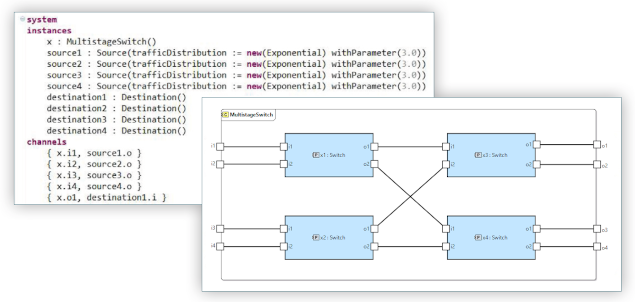 system
instances
x : MultistageSwitch()
source1 : Source(trafficDistribution := new(Exponential) withParameter(3.0))
source2 : Source(trafficDistribution := new(Exponential) withParameter(3.0))
source3 : Source(trafficDistribution := new(Exponential) withParameter(3.0))
source4 : Source(trafficDistribution := new(Exponential) withParameter(3.0))
destination1 : Destination()
destination2 : Destination()
destination3 : Destination()
destination4 : Destination()
channels
{ x.i1, source1.o }
{ x.i2, source2.o }
{ x.i3, source3.o }
{ x.i4, source4.o }
{ x.o1, destination1.i }
C MultistageSwitch
i1 i1 P x1: Switch o1 i1 P x3: Switch o1 o1
i2 i2 o2 i2 o2 o2
i3 i1 P x2: Switch o1 i1 P x4: Switch o1 o3
i4 i2 o2 i2 o2 o4